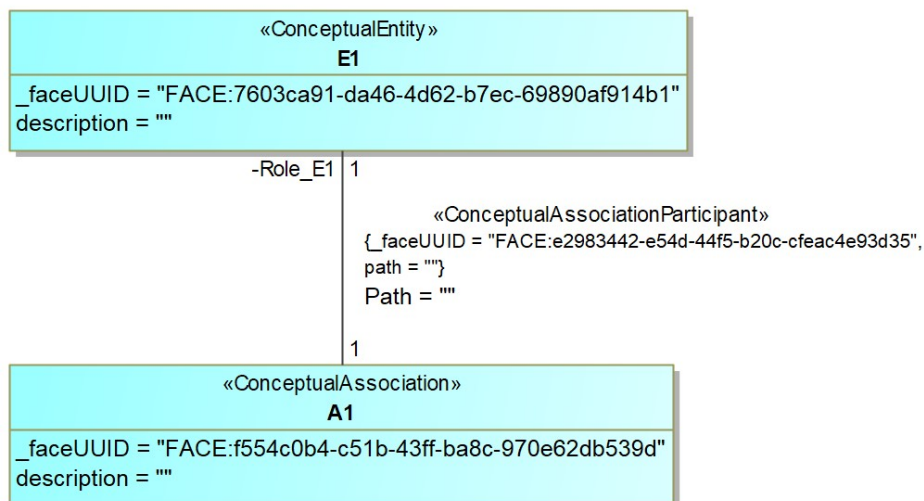 «ConceptualEntity»
E1
_faceUUID = "FACE:7603ca91-da46-4d62-b7ec-69890af914b1"
description = ""
-Role_E1 1
«ConceptualAssociationParticipant»
{_faceUUID = "FACE:e2983442-e54d-44f5-b20c-cfeac4e93d35",
path = ""}
Path = ""
1
«ConceptualAssociation»
A1
_faceUUID = "FACE:f554c0b4-c51b-43ff-ba8c-970e62db539d"
description = ""